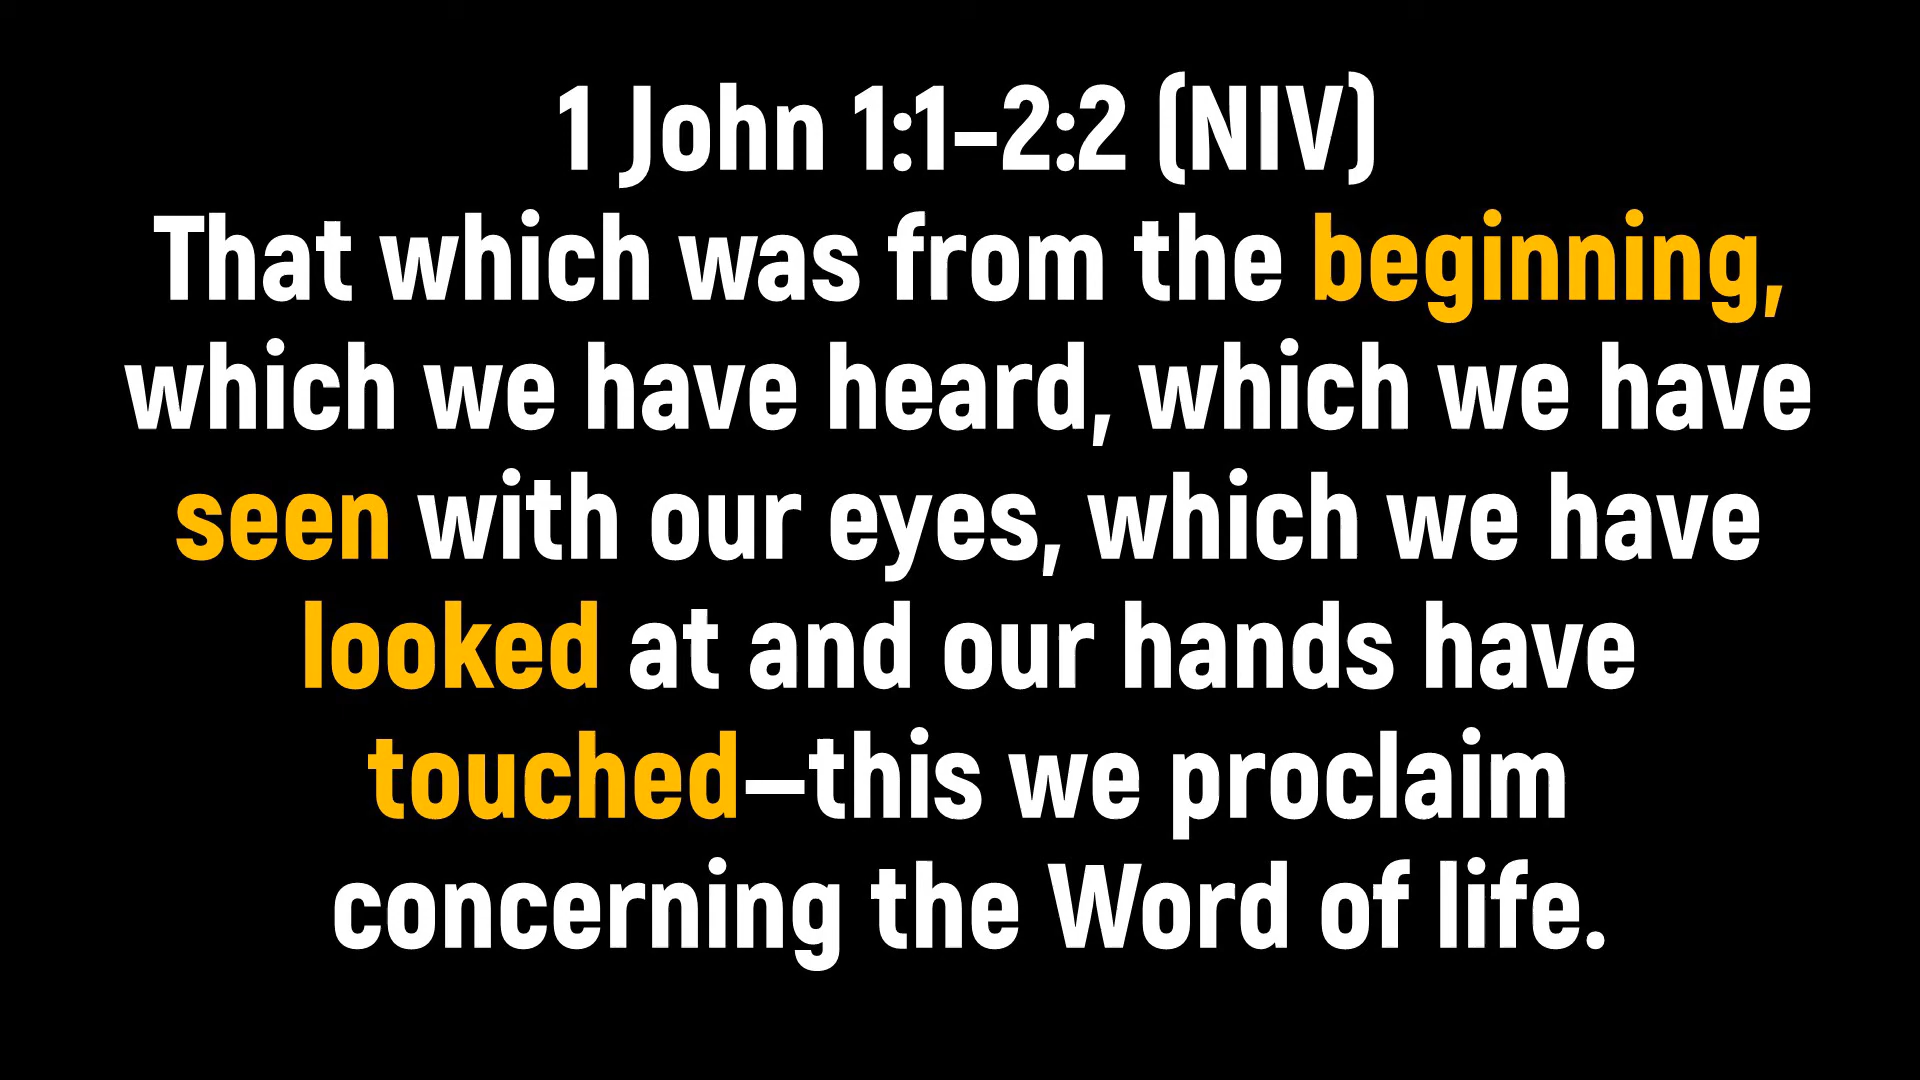 1 John 1:1–2:2 (NIV)
That which was from the beginning,
which we have heard, which we have
seen with our eyes, which we have
looked at and our hands have
touched—this we proclaim
concerning the Word of life.